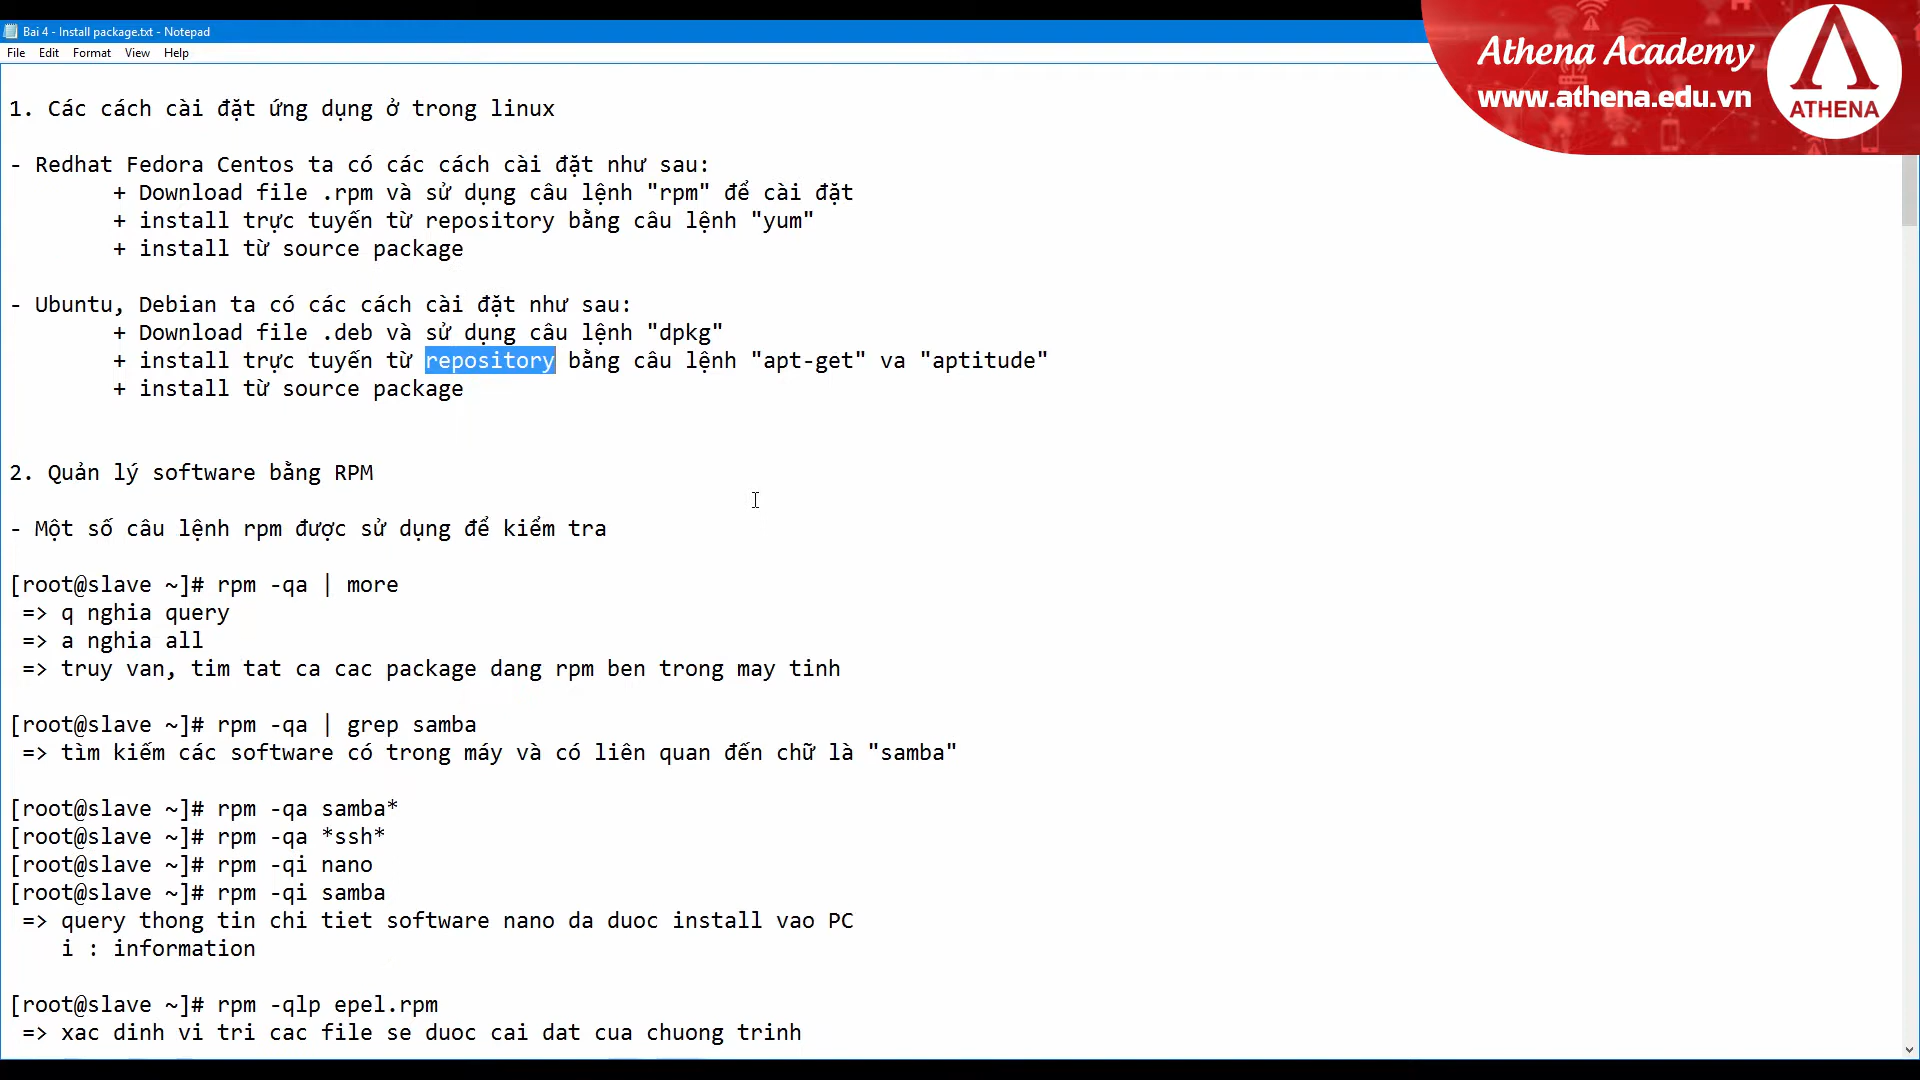 Bai 4 - Install package.txt - Notepad
File Edit Format View Help
Athena Academy
www.athena.edu.vn
ATHENA
1. Các cách cài đặt ứng dụng ở trong linux
- Redhat Fedora Centos ta có các cách cài đặt như sau:
+ Download file .rpm và sử dụng câu lệnh "rpm" để cài đặt
+ install trực tuyến từ repository bằng câu lệnh "yum"
+ install từ source package
- Ubuntu, Debian ta có các cách cài đặt như sau:
+ Download file .deb và sử dụng câu lệnh "dpkg"
+ install trực tuyến từ repository bằng câu lệnh "apt-get" va "aptitude"
+ install từ source package
2. Quản lý software bằng RPM
- Một số câu lệnh rpm được sử dụng để kiểm tra
[root@slave ~]# rpm -qa | more
=> q nghia query
=> a nghia all
=> truy van, tim tat ca cac package dang rpm ben trong may tinh
[root@slave ~]# rpm -qa | grep samba
=> tìm kiếm các software có trong máy và có liên quan đến chữ là "samba"
[root@slave ~]# rpm -qa samba*
[root@slave ~]# rpm -qa *ssh*
[root@slave ~]# rpm -qi nano
[root@slave ~]# rpm -qi samba
=> query thong tin chi tiet software nano da duoc install vao PC
i : information
[root@slave ~]# rpm -qlp epel.rpm
=> xac dinh vi tri cac file se duoc cai dat cua chuong trinh